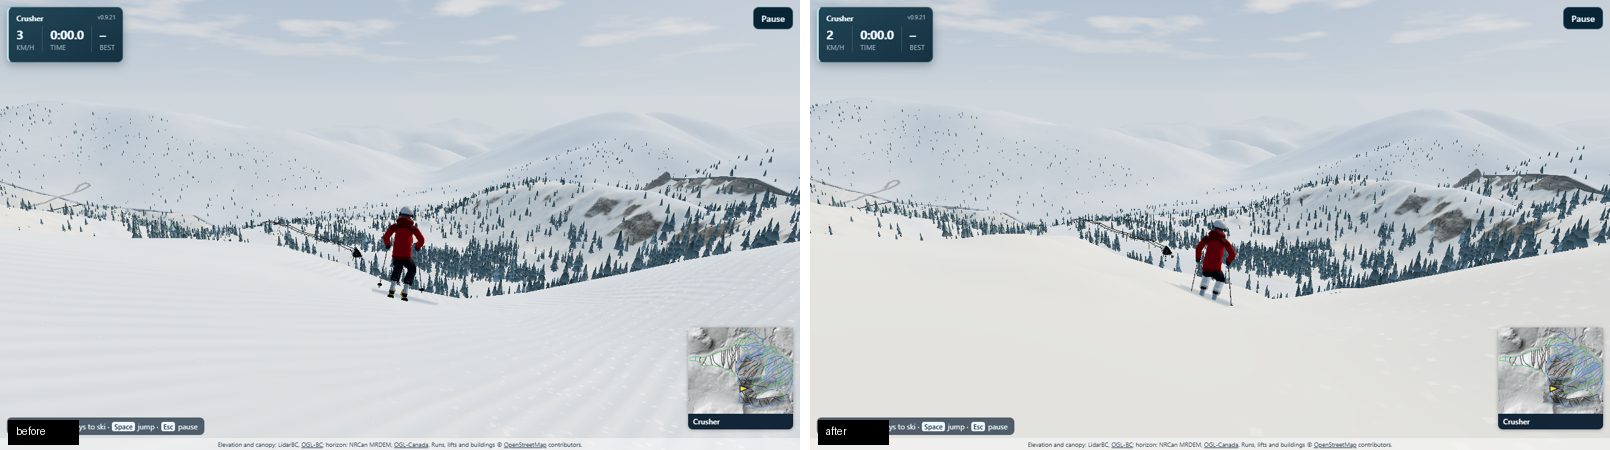 Crusher v0.9.21
3 0:00.0 –
KM/H TIME BEST
Pause
Crusher
before
ys to ski · Space jump · Esc pause
Elevation and canopy: LidarBC, OGL-BC; horizon: NRCan MRDEM, OGL-Canada. Runs, lifts and buildings © OpenStreetMap contributors.
Crusher v0.9.21
2 0:00.0 –
KM/H TIME BEST
Pause
Crusher
after
ys to ski · Space jump · Esc pause
Elevation and canopy: LidarBC, OGL-BC; horizon: NRCan MRDEM, OGL-Canada. Runs, lifts and buildings © OpenStreetMap contributors.